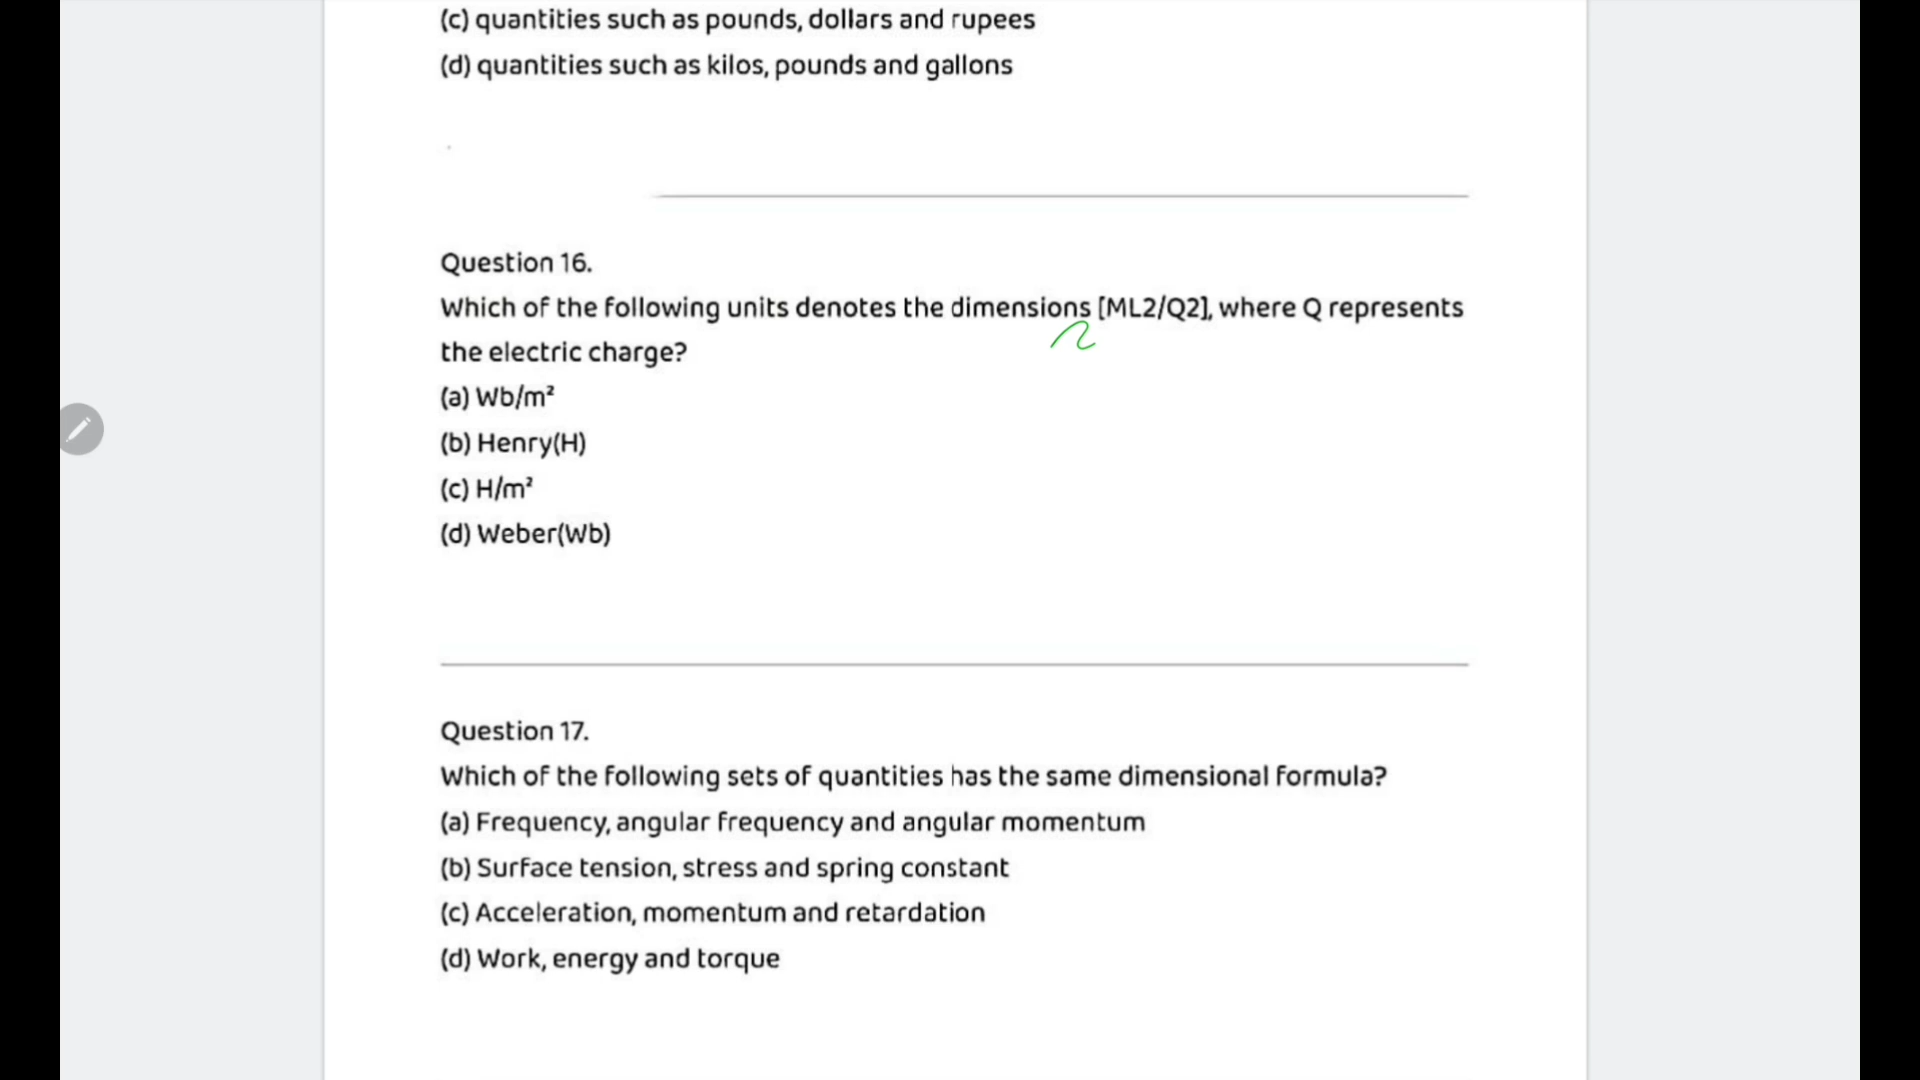 (c) quantities such as pounds, dollars and rupees
(d) quantities such as kilos, pounds and gallons
Question 16.
Which of the following units denotes the dimensions [ML2/Q2], where Q represents
the electric charge?
(a) Wb/m²
(b) Henry(H)
(c) H/m²
(d) Weber(Wb)
Question 17.
Which of the following sets of quantities has the same dimensional formula?
(a) Frequency, angular frequency and angular momentum
(b) Surface tension, stress and spring constant
(c) Acceleration, momentum and retardation
(d) Work, energy and torque